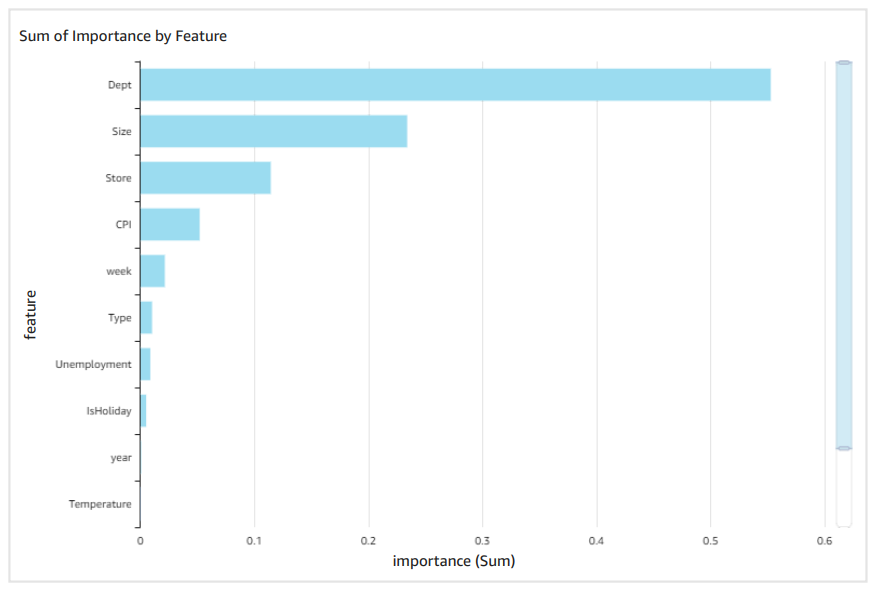 Sum of Importance by Feature
Dept
Size
Store
CPI
week
Type
Unemployment
IsHoliday
year
Temperature
feature
0 0.1 0.2 0.3 0.4 0.5 0.6
importance (Sum)